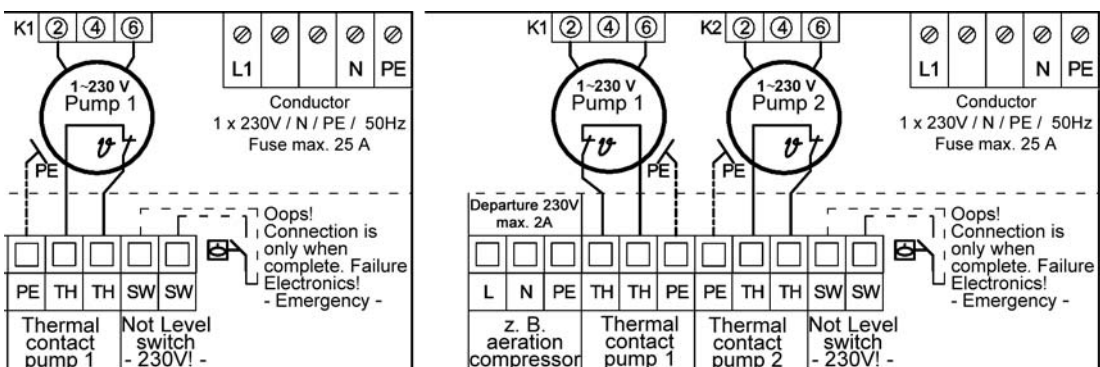 K1 2 4 6
L1 N PE
1~230 V
Pump 1
ϑ
PE
Conductor
1 x 230V / N / PE / 50Hz
Fuse max. 25 A
Oops!
Connection is
only when
complete. Failure
Electronics!
- Emergency -
PE TH TH SW SW
Thermal
contact
pump 1
Not Level
switch
- 230V! -
K1 2 4 6
K2 2 4 6
L1 N PE
1~230 V
Pump 1
ϑ
PE
1~230 V
Pump 2
ϑ
PE
Conductor
1 x 230V / N / PE / 50Hz
Fuse max. 25 A
Departure 230V
max. 2A
Oops!
Connection is
only when
complete. Failure
Electronics!
- Emergency -
L N PE TH TH PE PE TH TH SW SW
z. B.
aeration
compressor
Thermal
contact
pump 1
Thermal
contact
pump 2
Not Level
switch
- 230V! -